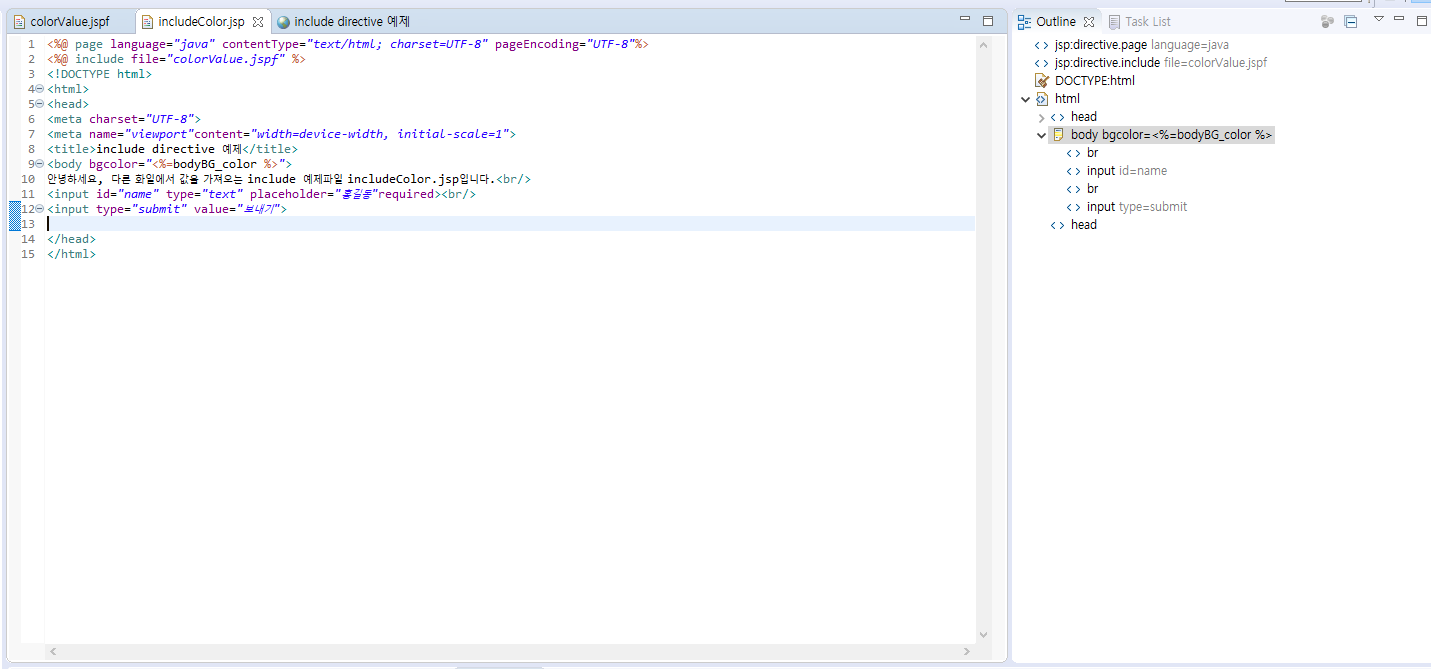 colorValue.jspf includeColor.jsp include directive 예제
1 <%@ page language="java" contentType="text/html; charset=UTF-8" pageEncoding="UTF-8"%>
2 <%@ include file="colorValue.jspf" %>
3 <!DOCTYPE html>
4 <html>
5 <head>
6 <meta charset="UTF-8">
7 <meta name="viewport"content="width=device-width, initial-scale=1">
8 <title>include directive 예제</title>
9 <body bgcolor="<%=bodyBG_color %>">
10 안녕하세요, 다른 화일에서 값을 가져오는 include 예제파일 includeColor.jsp입니다.<br/>
11 <input id="name" type="text" placeholder="홍길동"required><br/>
12 <input type="submit" value="보내기">
13
14 </head>
15 </html>
Outline Task List
jsp:directive.page language=java
jsp:directive.include file=colorValue.jspf
DOCTYPE:html
html
head
body bgcolor=<%=bodyBG_color %>
br
input id=name
br
input type=submit
head